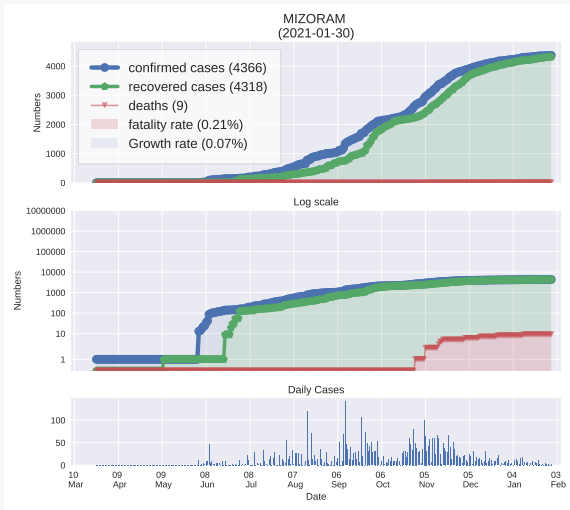 MIZORAM
(2021-01-30)
confirmed cases (4366)
recovered cases (4318)
deaths (9)
fatality rate (0.21%)
Growth rate (0.07%)
Numbers
4000
3000
2000
1000
0
Log scale
Numbers
10000000
1000000
100000
10000
1000
100
10
1
Daily Cases
100
50
0
10 09 09 08 08 07 06 06 05 05 04 03
Mar Apr May Jun Jul Aug Sep Oct Nov Dec Jan Feb
Date